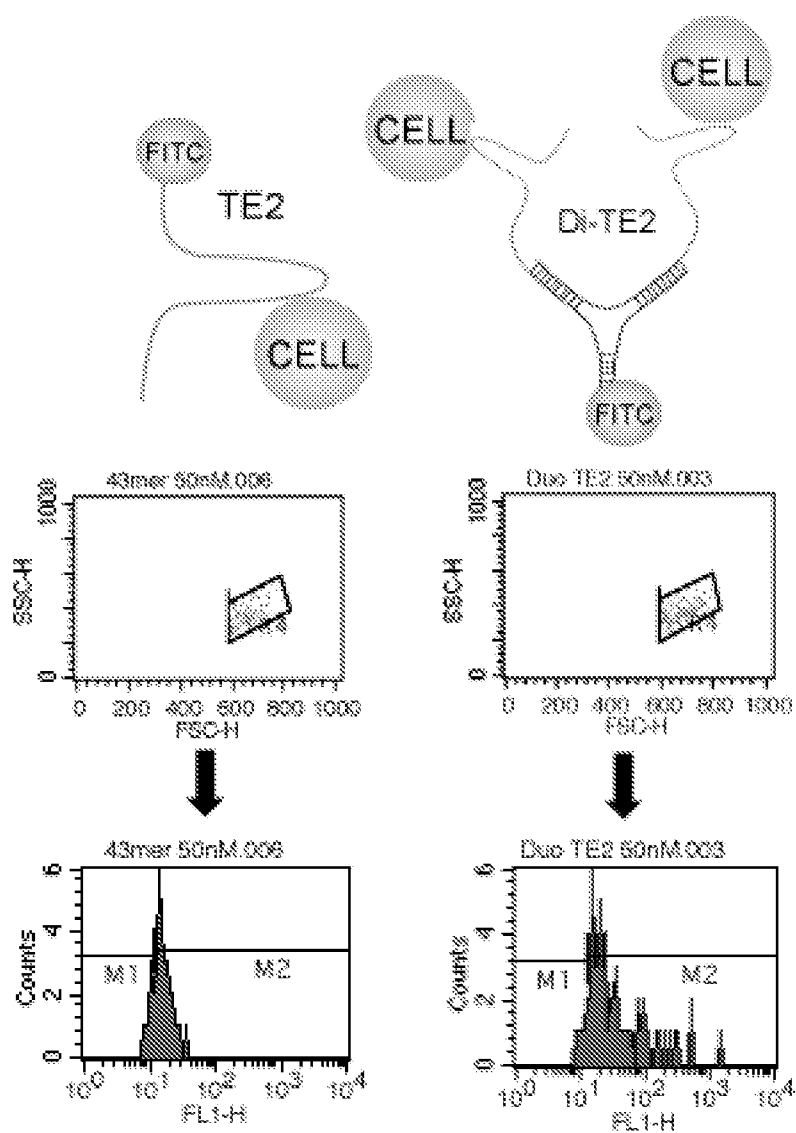 CELL
CELL
FITC
TE2
Di-TE2
CELL
FITC
43mer 50nM.006
Duo TE2 50nM.003
1000
SSC-H
0
0 200 400 600 800 1000
FSC-H
1000
SSC-H
0
0 200 400 600 800 1000
FSC-H
43mer 50nM.006
Duo TE2 50nM.003
6
4
Counts
2
0
M1
M2
10^0 10^1 10^2 10^3 10^4
FL1-H
6
4
Counts
2
0
M1
M2
10^0 10^1 10^2 10^3 10^4
FL1-H